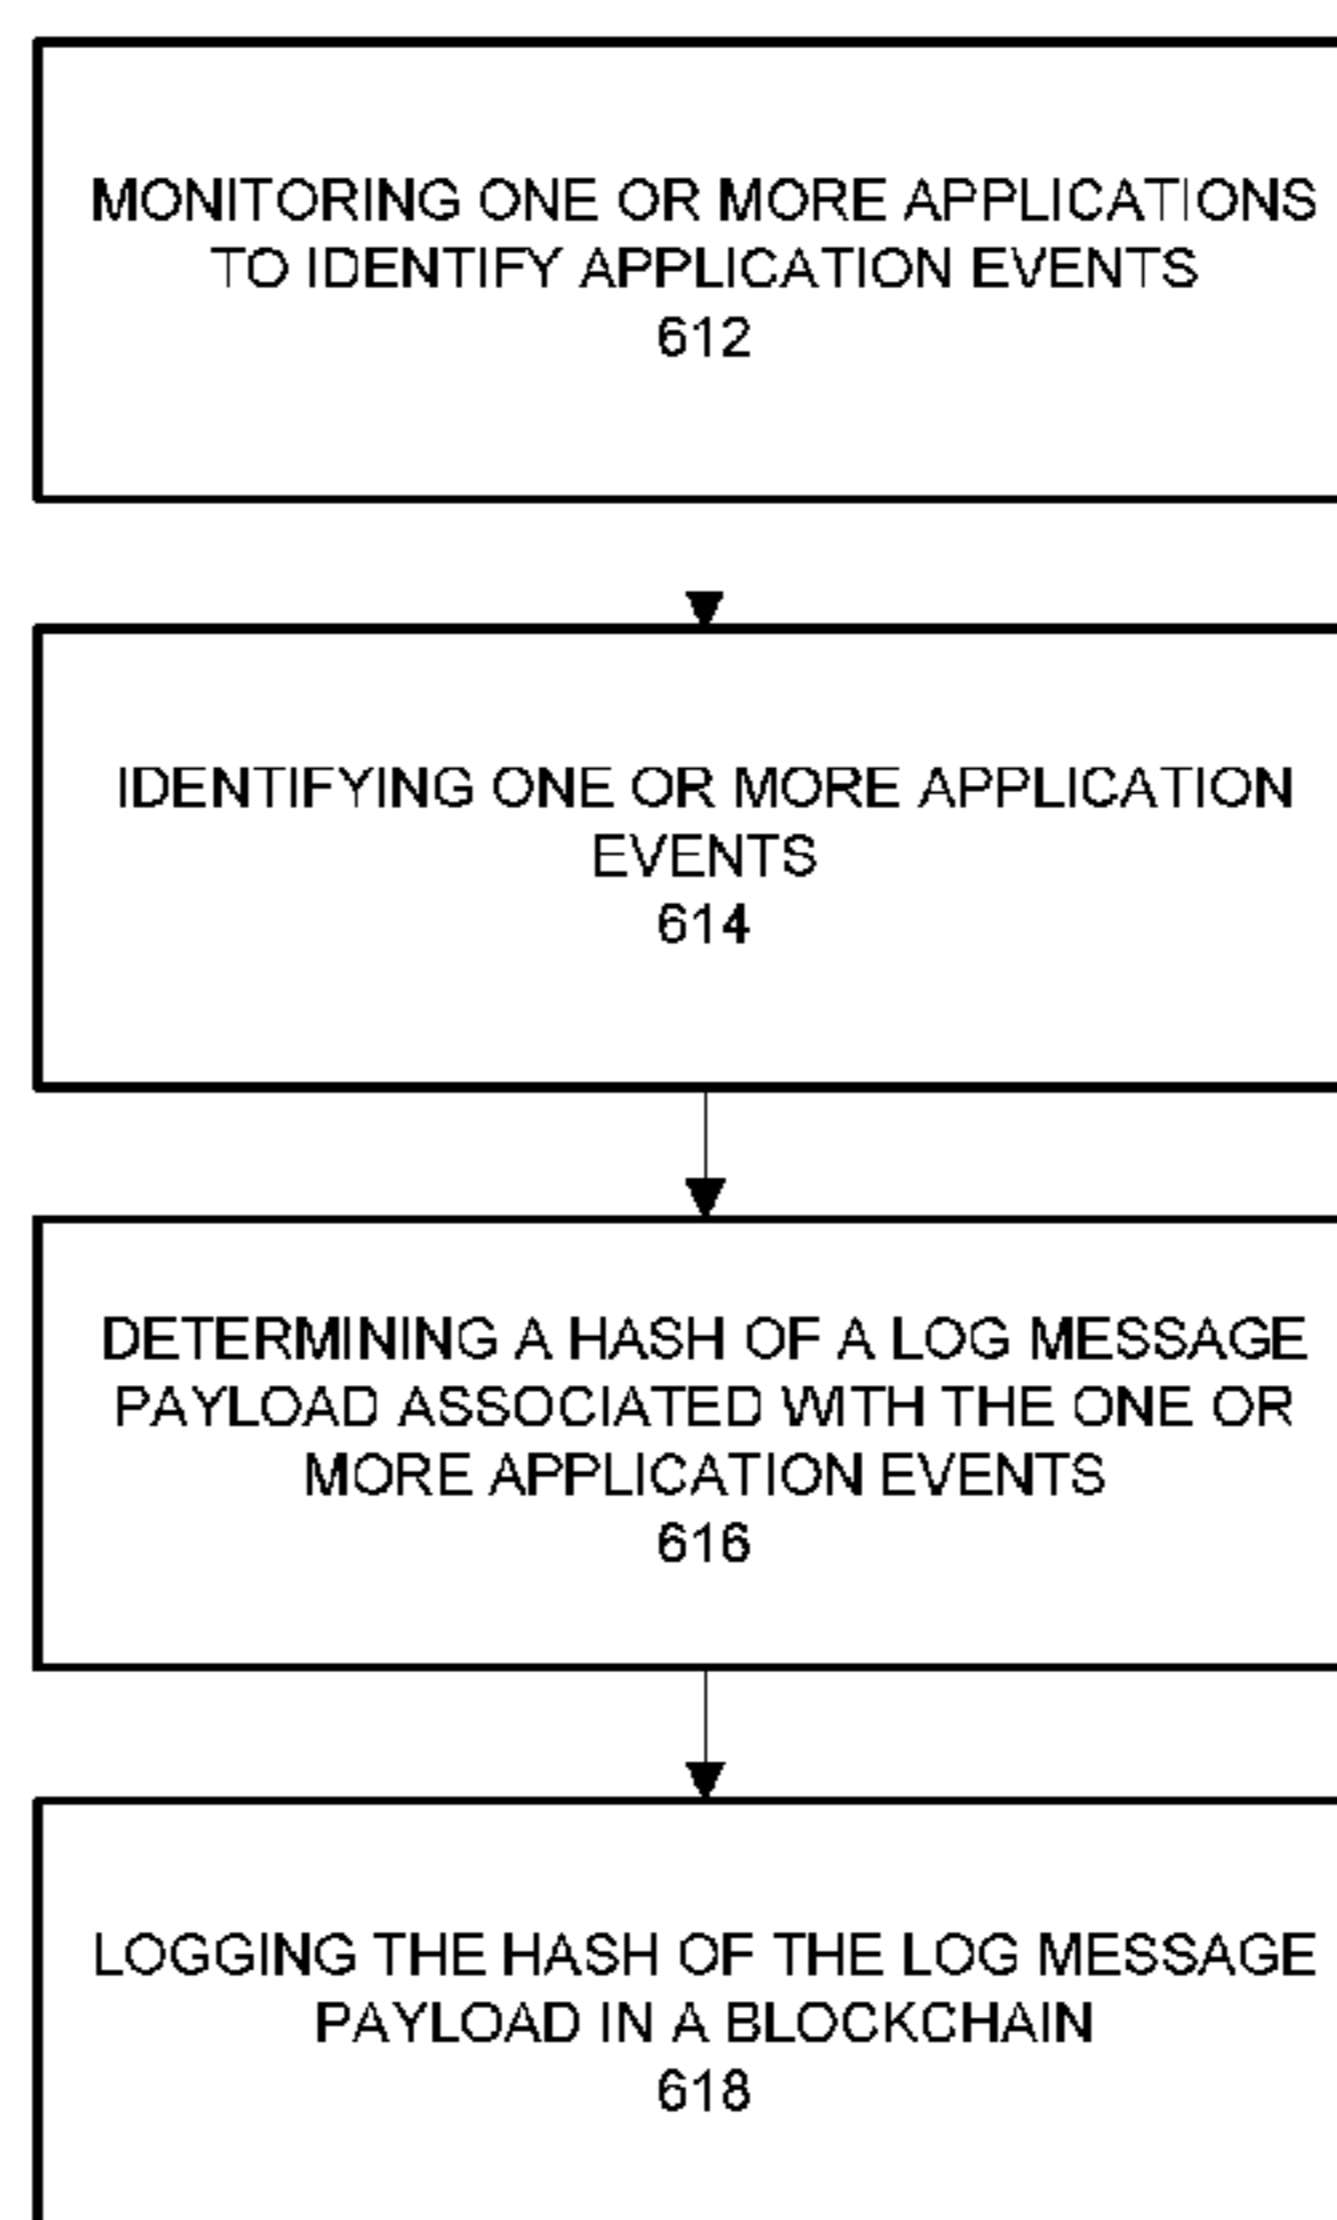 MONITORING ONE OR MORE APPLICATIONS
TO IDENTIFY APPLICATION EVENTS
612
IDENTIFYING ONE OR MORE APPLICATION
EVENTS
614
DETERMINING A HASH OF A LOG MESSAGE
PAYLOAD ASSOCIATED WITH THE ONE OR
MORE APPLICATION EVENTS
616
LOGGING THE HASH OF THE LOG MESSAGE
PAYLOAD IN A BLOCKCHAIN
618